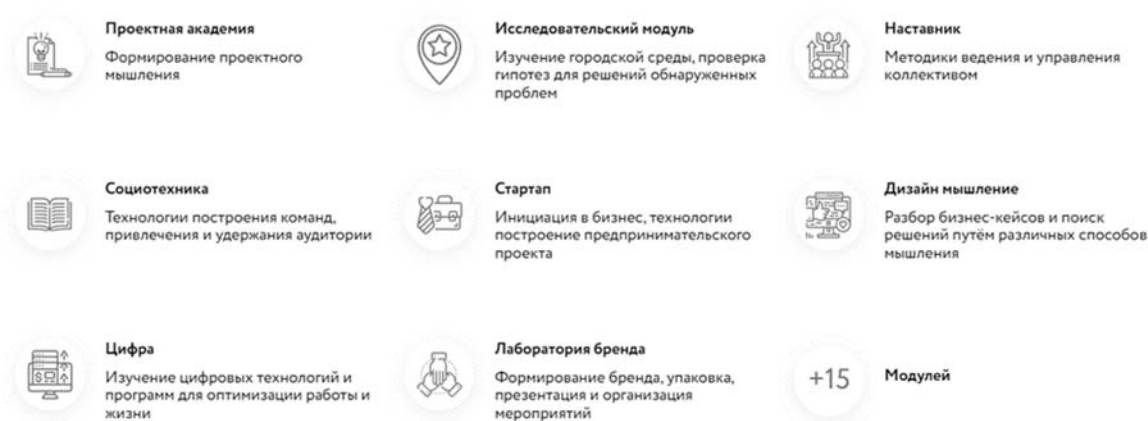 Проектная академия
Формирование проектного
мышления
Исследовательский модуль
Изучение городской среды, проверка
гипотез для решений обнаруженных
проблем
Наставник
Методики ведения и управления
коллективом
Социотехника
Технологии построения команд,
привлечения и удержания аудитории
Стартап
Инициация в бизнес, технологии
построение предпринимательского
проекта
Дизайн мышление
Разбор бизнес-кейсов и поиск
решений путём различных способов
мышления
Цифра
Изучение цифровых технологий и
программ для оптимизации работы и
жизни
Лаборатория бренда
Формирование бренда, упаковка,
презентация и организация
мероприятий
+15 Модулей